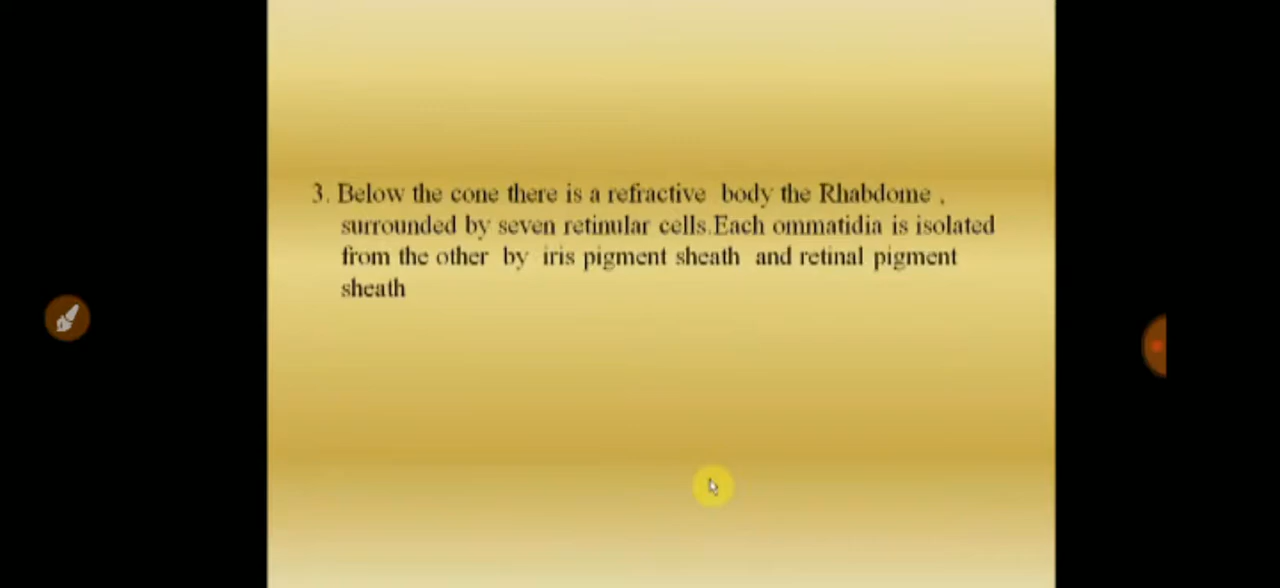 3. Below the cone there is a refractive body the Rhabdome ,
surrounded by seven retinular cells.Each ommatidia is isolated
from the other by iris pigment sheath and retinal pigment
sheath